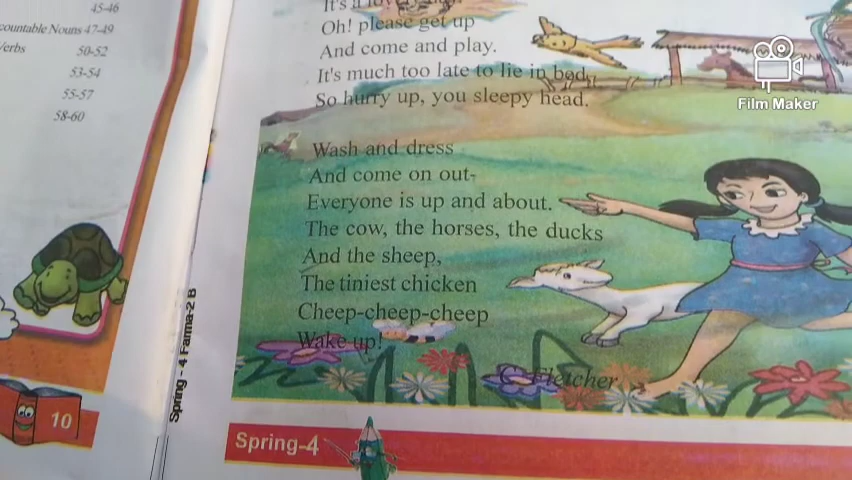 45-46
countable Nouns 47-49
Verbs 50-52
53-54
55-57
58-60
10
Spring - 4 Farma-2 B
It's a
Oh! please get up
And come and play.
It's much too late to lie in bed,
So hurry up, you sleepy head.
Wash and dress
And come on out-
Everyone is up and about.
The cow, the horses, the ducks
And the sheep,
The tiniest chicken
Cheep-cheep-cheep
Wake up!
C. Fletcher
Spring-4
Film Maker